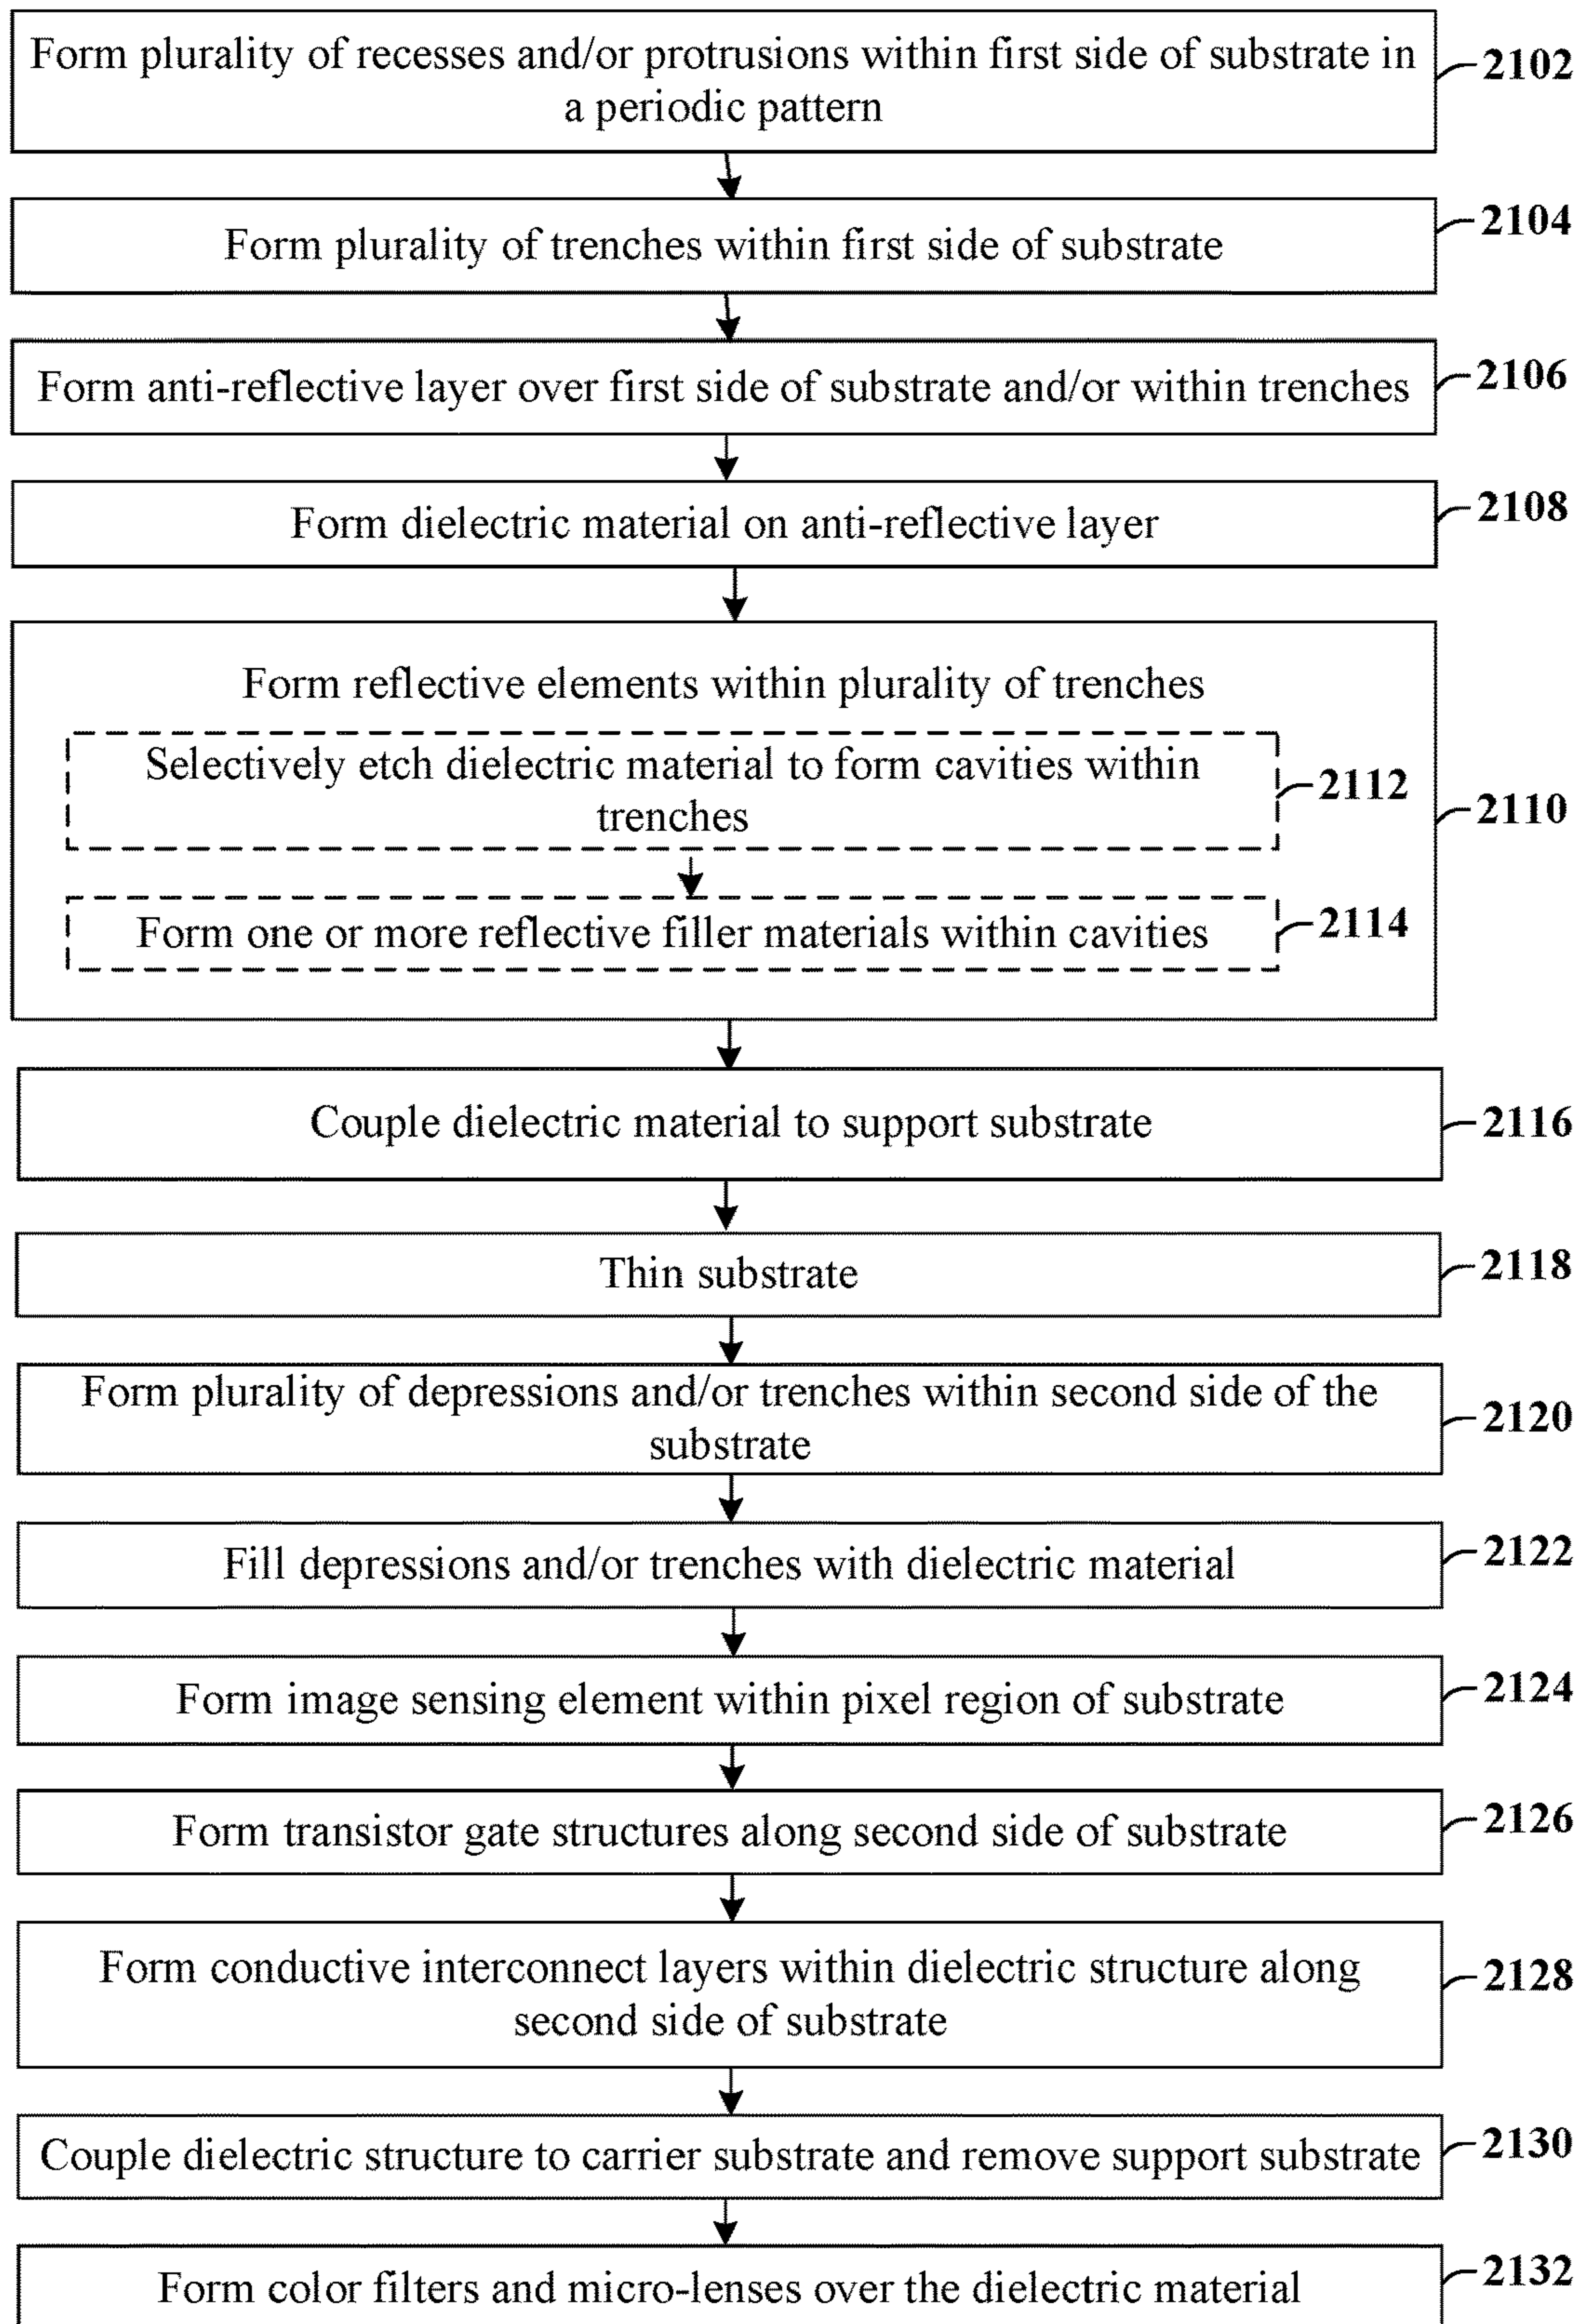 Form plurality of recesses and/or protrusions within first side of substrate in
a periodic pattern
2102
Form plurality of trenches within first side of substrate
2104
Form anti-reflective layer over first side of substrate and/or within trenches
2106
Form dielectric material on anti-reflective layer
2108
Form reflective elements within plurality of trenches
Selectively etch dielectric material to form cavities within
trenches
2112
2110
Form one or more reflective filler materials within cavities
2114
Couple dielectric material to support substrate
2116
Thin substrate
2118
Form plurality of depressions and/or trenches within second side of the
substrate
2120
Fill depressions and/or trenches with dielectric material
2122
Form image sensing element within pixel region of substrate
2124
Form transistor gate structures along second side of substrate
2126
Form conductive interconnect layers within dielectric structure along
second side of substrate
2128
Couple dielectric structure to carrier substrate and remove support substrate
2130
Form color filters and micro-lenses over the dielectric material
2132